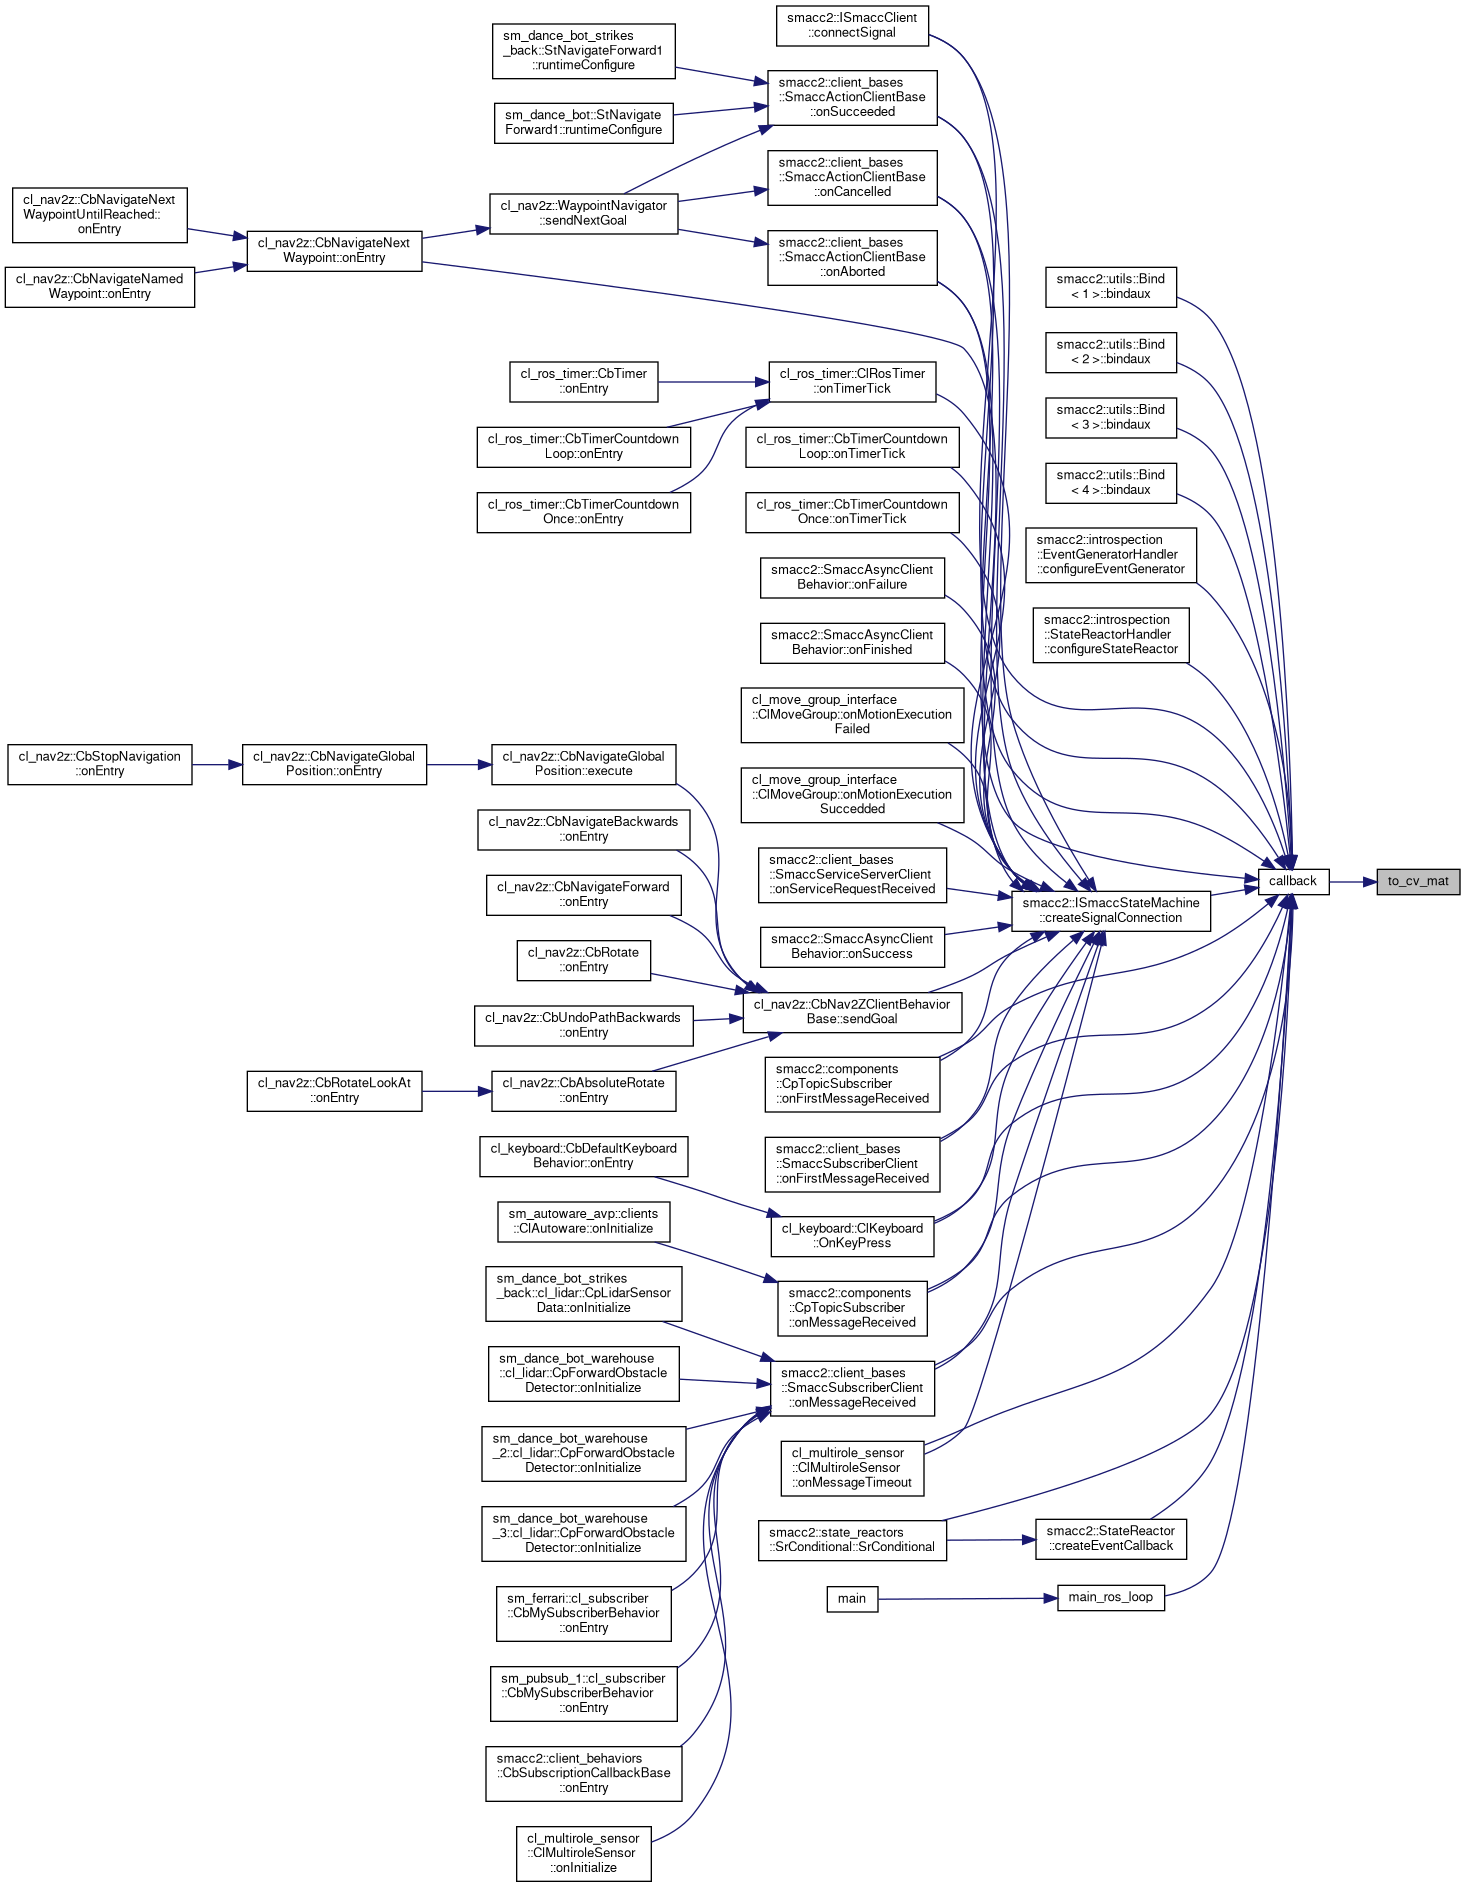 smacc2::ISmaccClient
::connectSignal
sm_dance_bot_strikes
_back::StNavigateForward1
::runtimeConfigure
smacc2::client_bases
::SmaccActionClientBase
::onSucceeded
sm_dance_bot::StNavigate
Forward1::runtimeConfigure
smacc2::client_bases
::SmaccActionClientBase
::onCancelled
cl_nav2z::CbNavigateNext
WaypointUntilReached::
onEntry
cl_nav2z::WaypointNavigator
::sendNextGoal
cl_nav2z::CbNavigateNext
Waypoint::onEntry
smacc2::client_bases
::SmaccActionClientBase
::onAborted
cl_nav2z::CbNavigateNamed
Waypoint::onEntry
smacc2::utils::Bind
< 1 >::bindaux
smacc2::utils::Bind
< 2 >::bindaux
cl_ros_timer::CbTimer
::onEntry
cl_ros_timer::ClRosTimer
::onTimerTick
smacc2::utils::Bind
< 3 >::bindaux
cl_ros_timer::CbTimerCountdown
Loop::onEntry
cl_ros_timer::CbTimerCountdown
Loop::onTimerTick
smacc2::utils::Bind
< 4 >::bindaux
cl_ros_timer::CbTimerCountdown
Once::onEntry
cl_ros_timer::CbTimerCountdown
Once::onTimerTick
smacc2::introspection
::EventGeneratorHandler
::configureEventGenerator
smacc2::SmaccAsyncClient
Behavior::onFailure
smacc2::introspection
::StateReactorHandler
::configureStateReactor
smacc2::SmaccAsyncClient
Behavior::onFinished
cl_move_group_interface
::ClMoveGroup::onMotionExecution
Failed
cl_nav2z::CbStopNavigation
::onEntry
cl_nav2z::CbNavigateGlobal
Position::onEntry
cl_nav2z::CbNavigateGlobal
Position::execute
cl_move_group_interface
::ClMoveGroup::onMotionExecution
Succedded
cl_nav2z::CbNavigateBackwards
::onEntry
smacc2::client_bases
::SmaccServiceServerClient
::onServiceRequestReceived
callback
to_cv_mat
cl_nav2z::CbNavigateForward
::onEntry
smacc2::ISmaccStateMachine
::createSignalConnection
smacc2::SmaccAsyncClient
Behavior::onSuccess
cl_nav2z::CbRotate
::onEntry
cl_nav2z::CbNav2ZClientBehavior
Base::sendGoal
cl_nav2z::CbUndoPathBackwards
::onEntry
smacc2::components
::CpTopicSubscriber
::onFirstMessageReceived
cl_nav2z::CbRotateLookAt
::onEntry
cl_nav2z::CbAbsoluteRotate
::onEntry
cl_keyboard::CbDefaultKeyboard
Behavior::onEntry
smacc2::client_bases
::SmaccSubscriberClient
::onFirstMessageReceived
sm_autoware_avp::clients
::ClAutoware::onInitialize
cl_keyboard::ClKeyboard
::OnKeyPress
sm_dance_bot_strikes
_back::cl_lidar::CpLidarSensor
Data::onInitialize
smacc2::components
::CpTopicSubscriber
::onMessageReceived
sm_dance_bot_warehouse
::cl_lidar::CpForwardObstacle
Detector::onInitialize
smacc2::client_bases
::SmaccSubscriberClient
::onMessageReceived
sm_dance_bot_warehouse
_2::cl_lidar::CpForwardObstacle
Detector::onInitialize
cl_multirole_sensor
::ClMultiroleSensor
::onMessageTimeout
sm_dance_bot_warehouse
_3::cl_lidar::CpForwardObstacle
Detector::onInitialize
smacc2::state_reactors
::SrConditional::SrConditional
smacc2::StateReactor
::createEventCallback
sm_ferrari::cl_subscriber
::CbMySubscriberBehavior
::onEntry
main
main_ros_loop
sm_pubsub_1::cl_subscriber
::CbMySubscriberBehavior
::onEntry
smacc2::client_behaviors
::CbSubscriptionCallbackBase
::onEntry
cl_multirole_sensor
::ClMultiroleSensor
::onInitialize